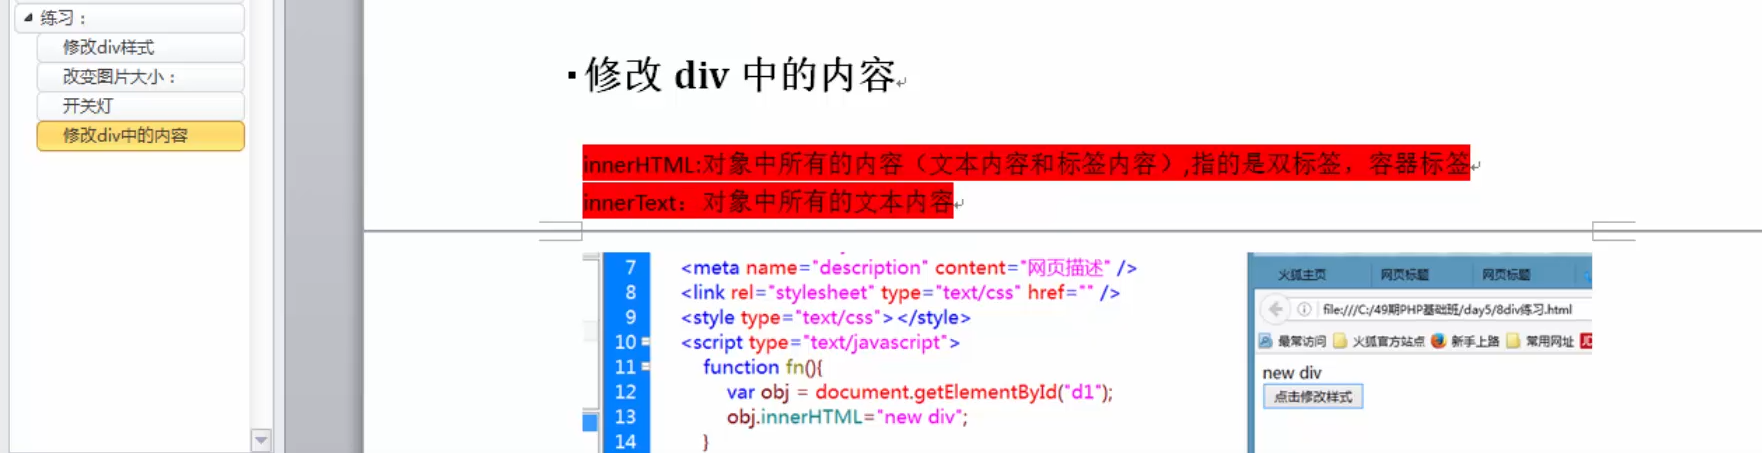 练习：
修改div样式
改变图片大小：
开关灯
修改div中的内容
修改 div 中的内容
innerHTML:对象中所有的内容（文本内容和标签内容）,指的是双标签，容器标签
innerText：对象中所有的文本内容
7 <meta name="description" content="网页描述" />
8 <link rel="stylesheet" type="text/css" href="" />
9 <style type="text/css"></style>
10 <script type="text/javascript">
11 function fn(){
12 var obj = document.getElementById("d1");
13 obj.innerHTML="new div";
14 }
火狐主页 网页标题 网页标题
file:///C:/49期PHP基础班/day5/8div练习.html
最常访问 火狐官方站点 新手上路 常用网址
new div
点击修改样式